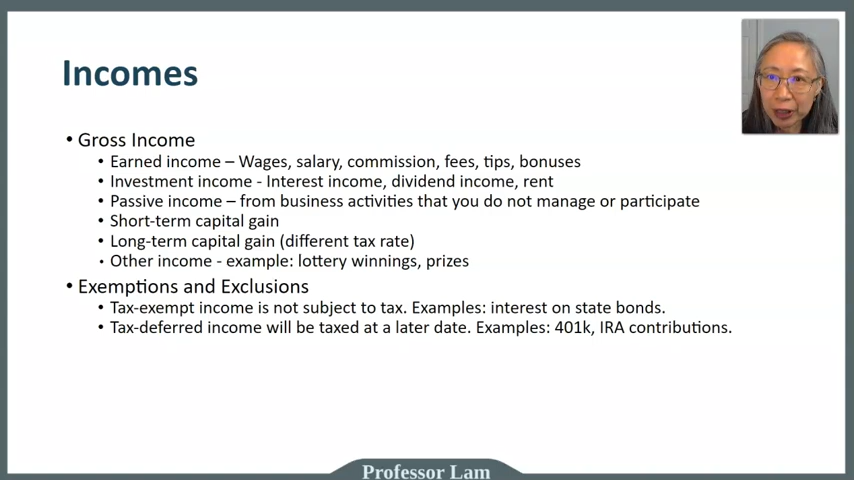 Incomes
• Gross Income
• Earned income – Wages, salary, commission, fees, tips, bonuses
• Investment income - Interest income, dividend income, rent
• Passive income – from business activities that you do not manage or participate
• Short-term capital gain
• Long-term capital gain (different tax rate)
• Other income - example: lottery winnings, prizes
• Exemptions and Exclusions
• Tax-exempt income is not subject to tax. Examples: interest on state bonds.
• Tax-deferred income will be taxed at a later date. Examples: 401k, IRA contributions.
Professor Lam